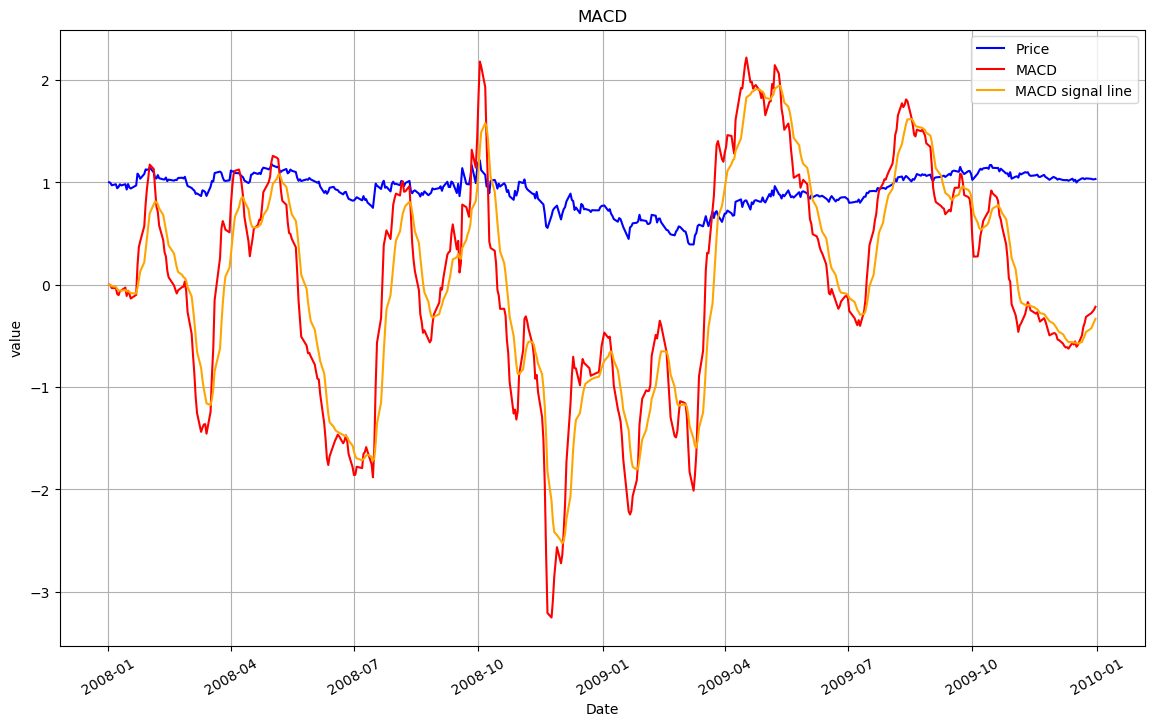 MACD
Price
MACD
MACD signal line
2
1
0
−1
−2
−3
value
2008-01
2008-04
2008-07
2008-10
2009-01
2009-04
2009-07
2009-10
2010-01
Date